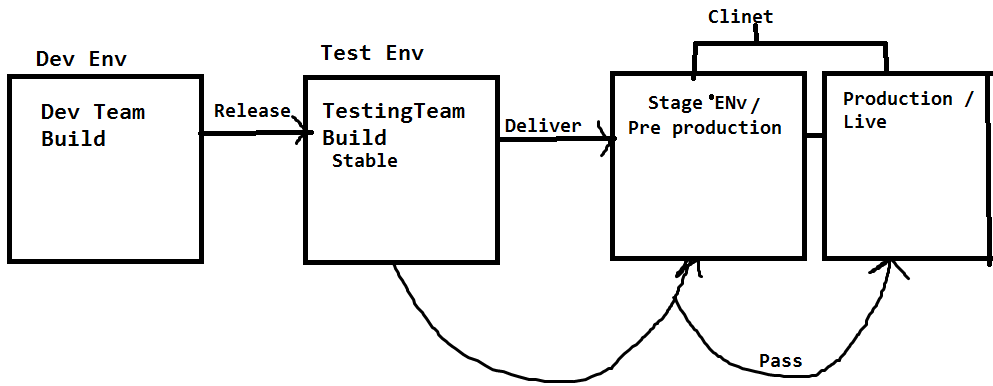 Clinet
Dev Env
Test Env
Dev Team
Build
Release
TestingTeam
Build
Stable
Deliver
Stage ENv /
Pre production
Production /
Live
Pass